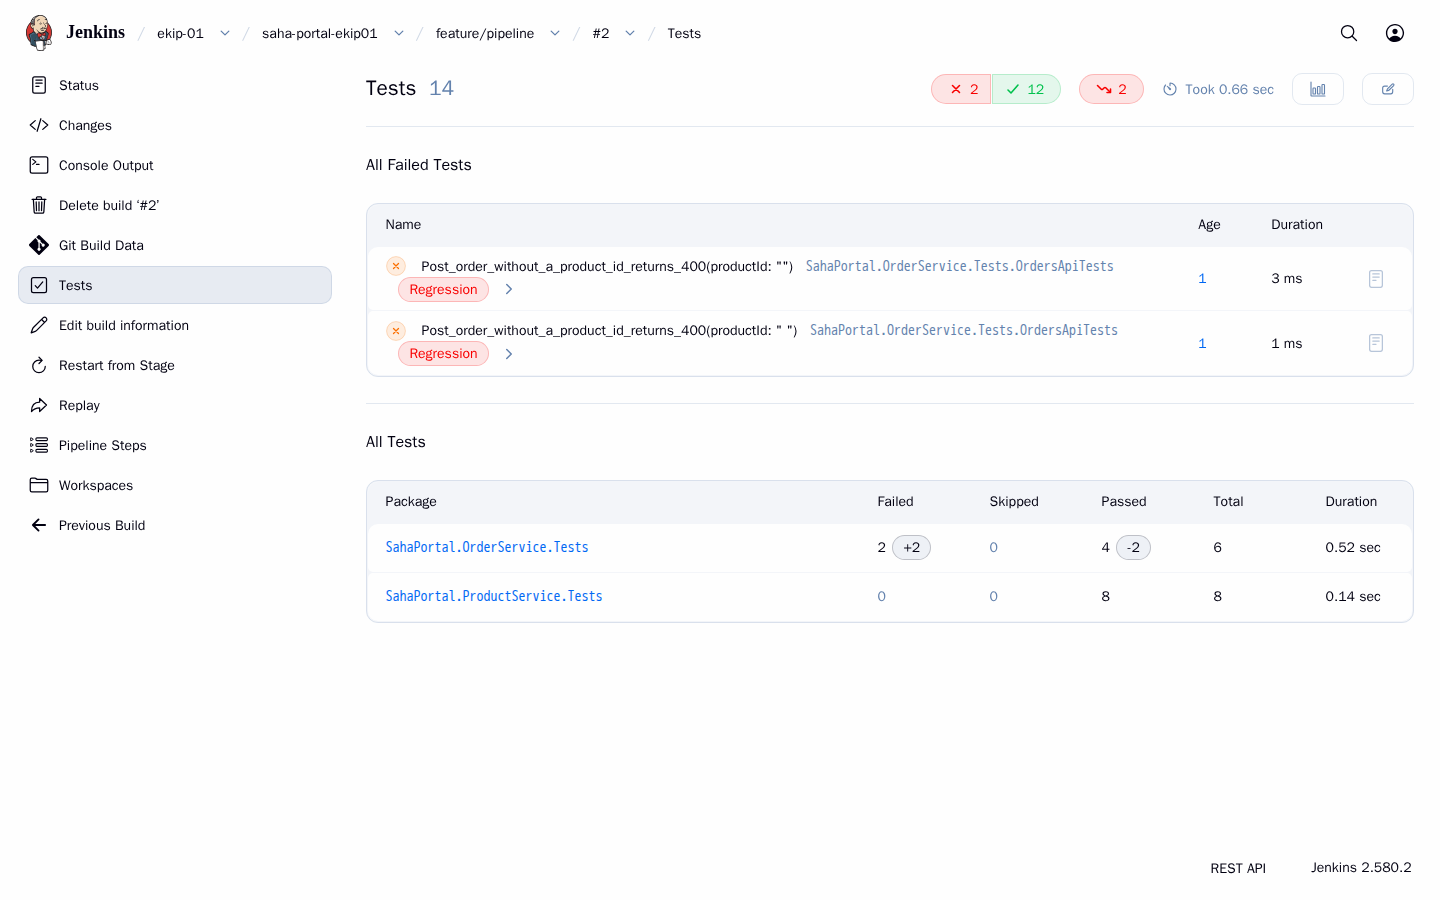 Jenkins / ekip-01 / saha-portal-ekip01 / feature/pipeline / #2 / Tests
Status
Changes
Console Output
Delete build ‘#2’
Git Build Data
Tests
Edit build information
Restart from Stage
Replay
Pipeline Steps
Workspaces
Previous Build
Tests 14
2 12 2 Took 0.66 sec
All Failed Tests
Name Age Duration
Post_order_without_a_product_id_returns_400(productId: "") SahaPortal.OrderService.Tests.OrdersApiTests
Regression
1 3 ms
Post_order_without_a_product_id_returns_400(productId: " ") SahaPortal.OrderService.Tests.OrdersApiTests
Regression
1 1 ms
All Tests
Package Failed Skipped Passed Total Duration
SahaPortal.OrderService.Tests 2 +2 0 4 -2 6 0.52 sec
SahaPortal.ProductService.Tests 0 0 8 8 0.14 sec
REST API Jenkins 2.580.2